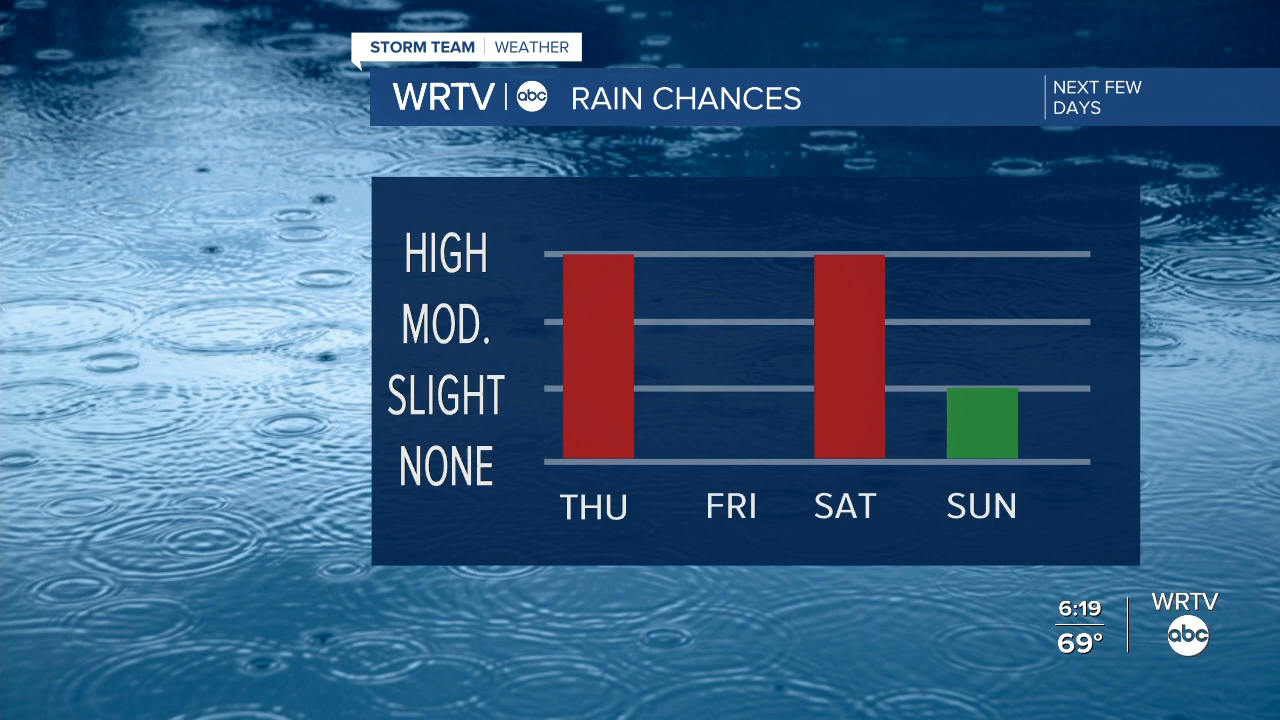 STORM TEAM | WEATHER
WRTV | abc RAIN CHANCES
NEXT FEW
DAYS
HIGH
MOD.
SLIGHT
NONE
THU FRI SAT SUN
6:19
69°
WRTV
abc